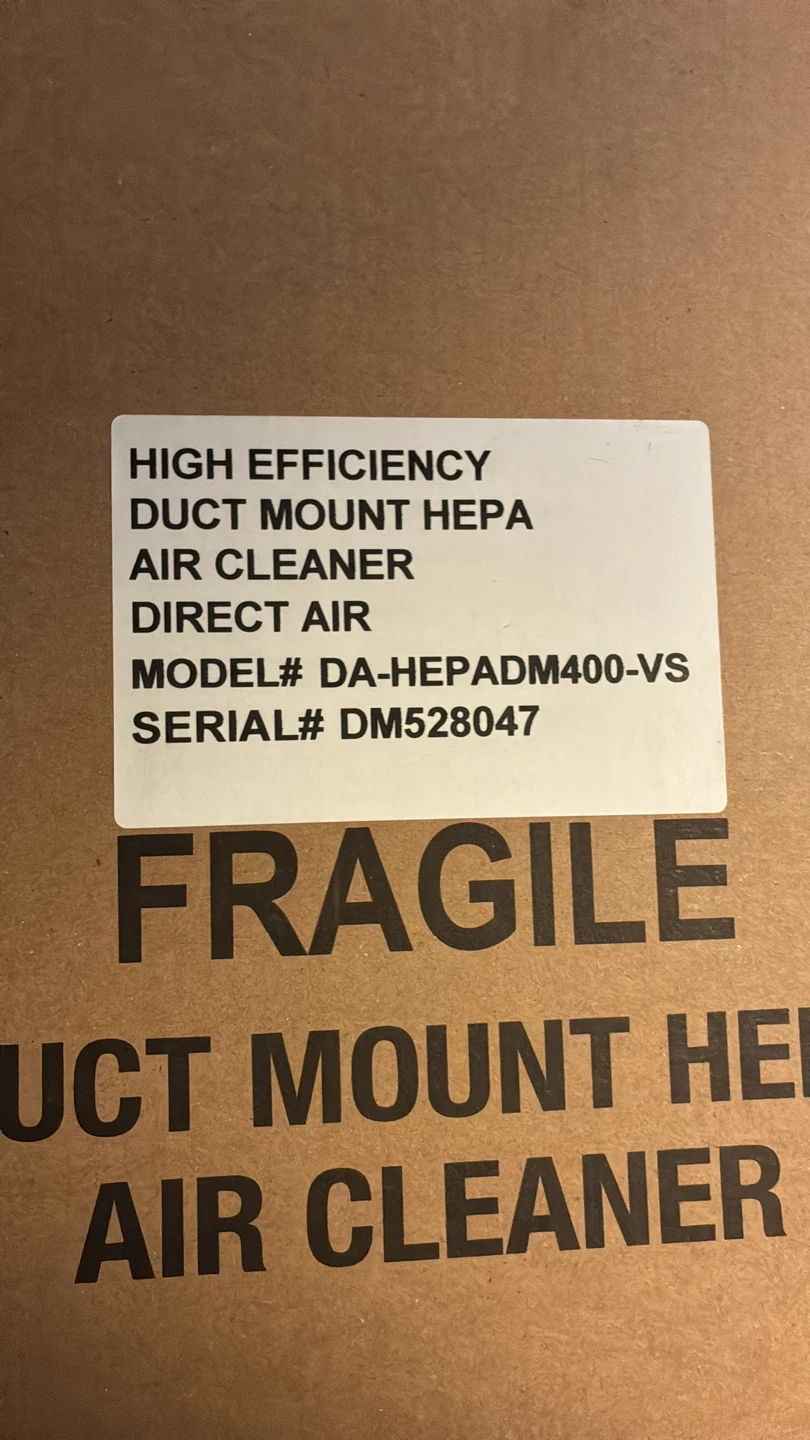 HIGH EFFICIENCY
DUCT MOUNT HEPA
AIR CLEANER
DIRECT AIR
MODEL# DA-HEPADM400-VS
SERIAL# DM528047
FRAGILE
UCT MOUNT HE
AIR CLEANER